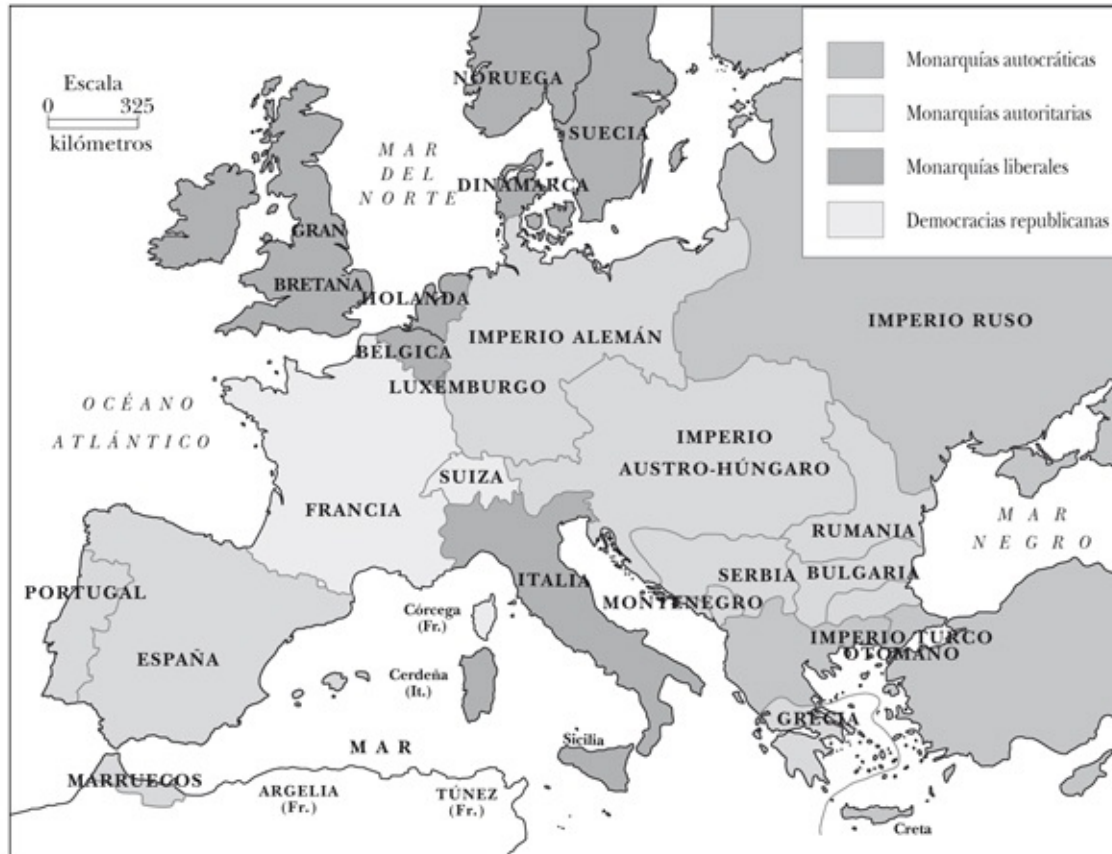 Escala
0 325
kilómetros
Monarquías autocráticas
Monarquías autoritarias
Monarquías liberales
Democracias republicanas
NORUEGA
SUECIA
MAR
DEL
NORTE
DINAMARCA
GRAN
BRETAÑA
HOLANDA
IMPERIO ALEMÁN
IMPERIO RUSO
BÉLGICA
LUXEMBURGO
OCÉANO
ATLÁNTICO
IMPERIO
AUSTRO-HÚNGARO
SUIZA
FRANCIA
MAR
NEGRO
RUMANIA
ITALIA
SERBIA
BULGARIA
MONTENEGRO
PORTUGAL
ESPAÑA
Córcega
(Fr.)
IMPERIO TURCO
OTOMANO
Cerdeña
(It.)
GRECIA
Sicilia
MAR
MARRUECOS
ARGELIA
(Fr.)
TÚNEZ
(Fr.)
Creta